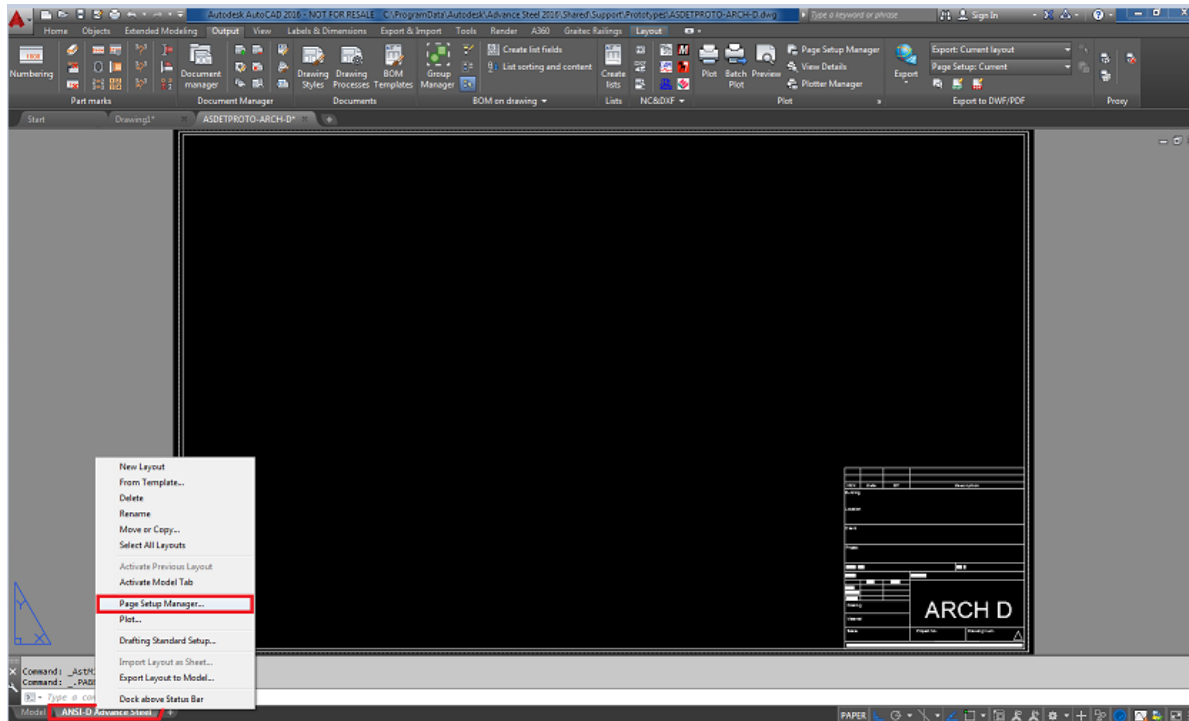 Autodesk AutoCAD 2016 - NOT FOR RESALE C:\ProgramData\Autodesk\Advance Steel 2016\Shared\Support\Prototypes\ASDETPROTO-ARCH-D.dwg
Type a keyword or phrase
Sign In
Home Objects Extended Modeling Output View Labels & Dimensions Export & Import Tools Render A360 Graitec Railings Layout
Numbering
Document manager
Drawing Styles
Drawing Processes
BOM Templates
Group Manager
Create list fields
List sorting and content
Create lists
Plot
Batch Plot
Preview
Page Setup Manager
View Details
Plotter Manager
Export
Export: Current layout
Page Setup: Current
Part marks
Document Manager
Documents
BOM on drawing
Lists
NC&DXF
Plot
Export to DWF/PDF
Proxy
Start
Drawing1*
ASDETPROTO-ARCH-D*
New Layout
From Template...
Delete
Rename
Move or Copy...
Select All Layouts
Activate Previous Layout
Activate Model Tab
Page Setup Manager...
Plot...
Drafting Standard Setup...
Import Layout as Sheet...
Export Layout to Model...
Dock above Status Bar
ARCH D
Y
X
Command: _AstM
Command: _.PAG
Type a co
Model
ANSI-D Advance Steel
PAPER